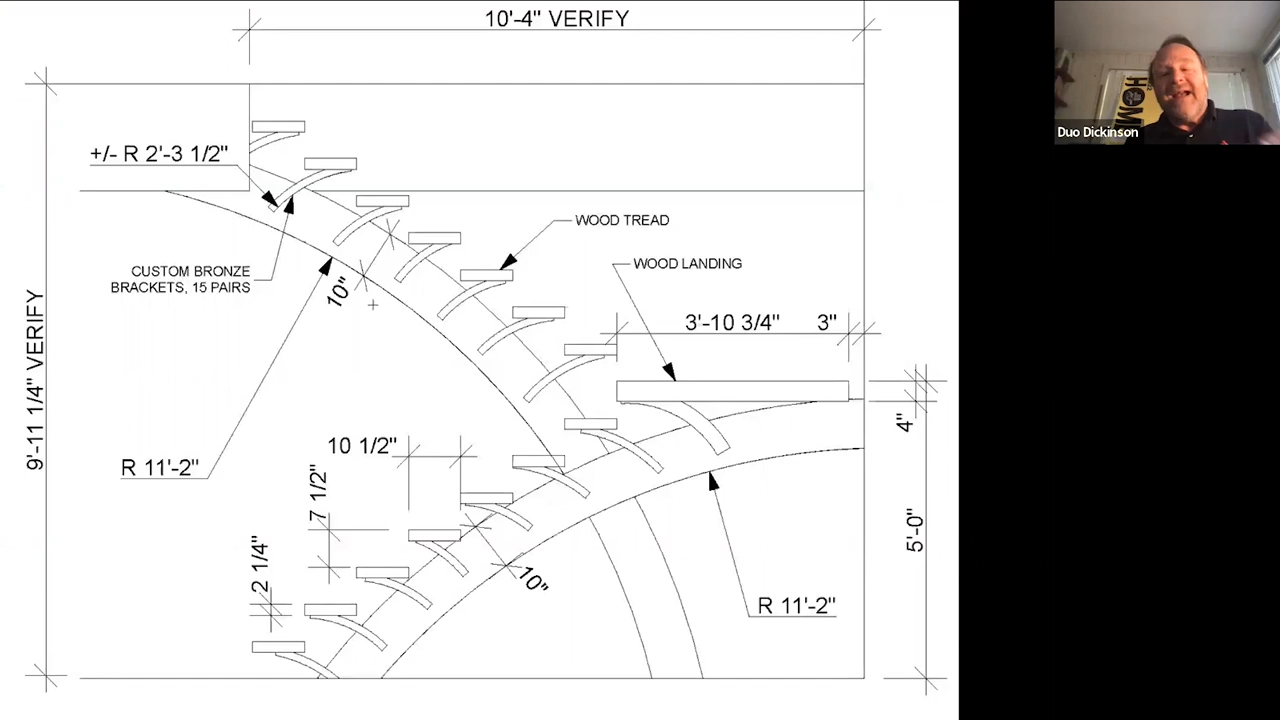 10'-4" VERIFY
+/- R 2'-3 1/2"
WOOD TREAD
CUSTOM BRONZE
BRACKETS, 15 PAIRS
WOOD LANDING
10"
3'-10 3/4"
3"
9'-11 1/4" VERIFY
4"
R 11'-2"
10 1/2"
7 1/2"
5'-0"
2 1/4"
10"
R 11'-2"
HOME
Duo Dickinson